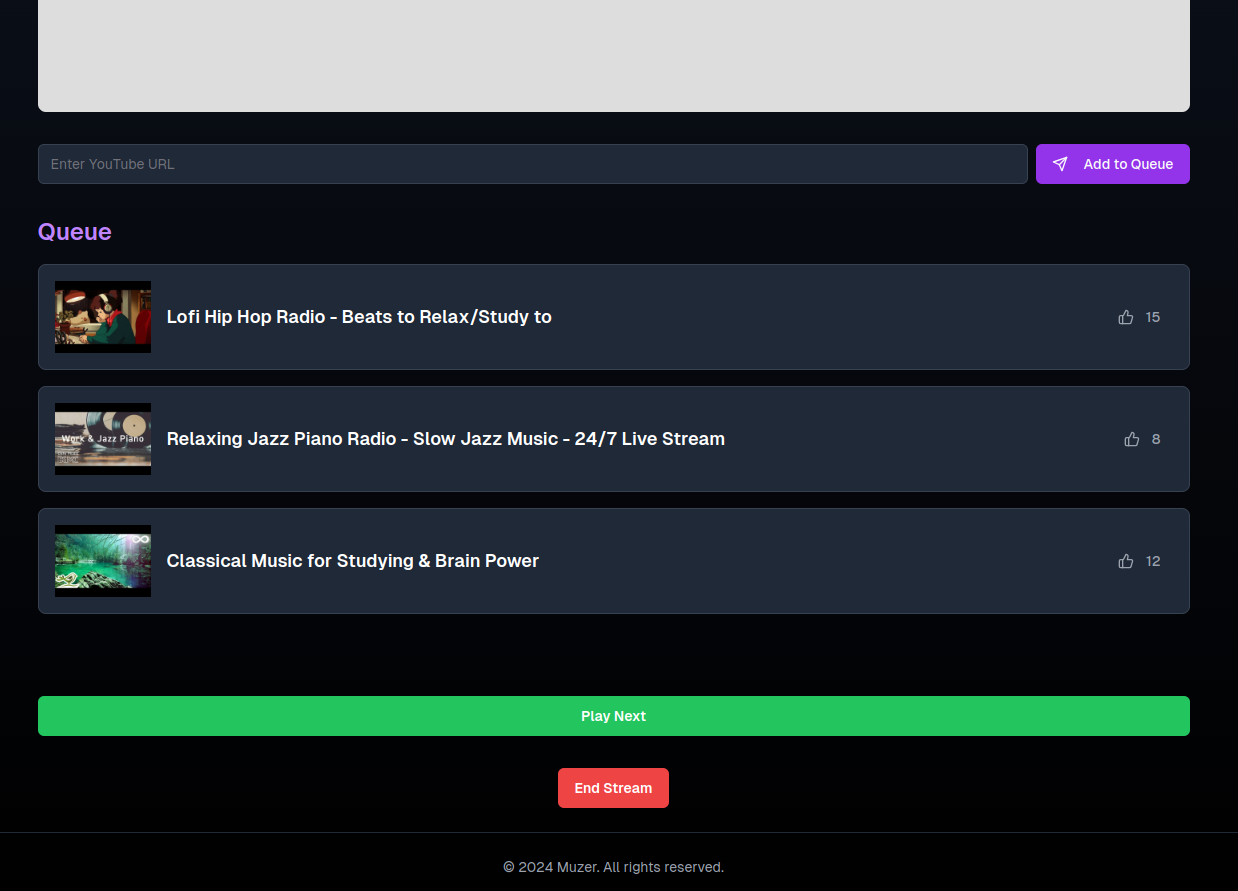 Enter YouTube URL
Add to Queue
Queue
Lofi Hip Hop Radio - Beats to Relax/Study to
15
Work & Jazz Piano
Relaxing Jazz Piano Radio - Slow Jazz Music - 24/7 Live Stream
8
Classical Music for Studying & Brain Power
12
Play Next
End Stream
© 2024 Muzer. All rights reserved.